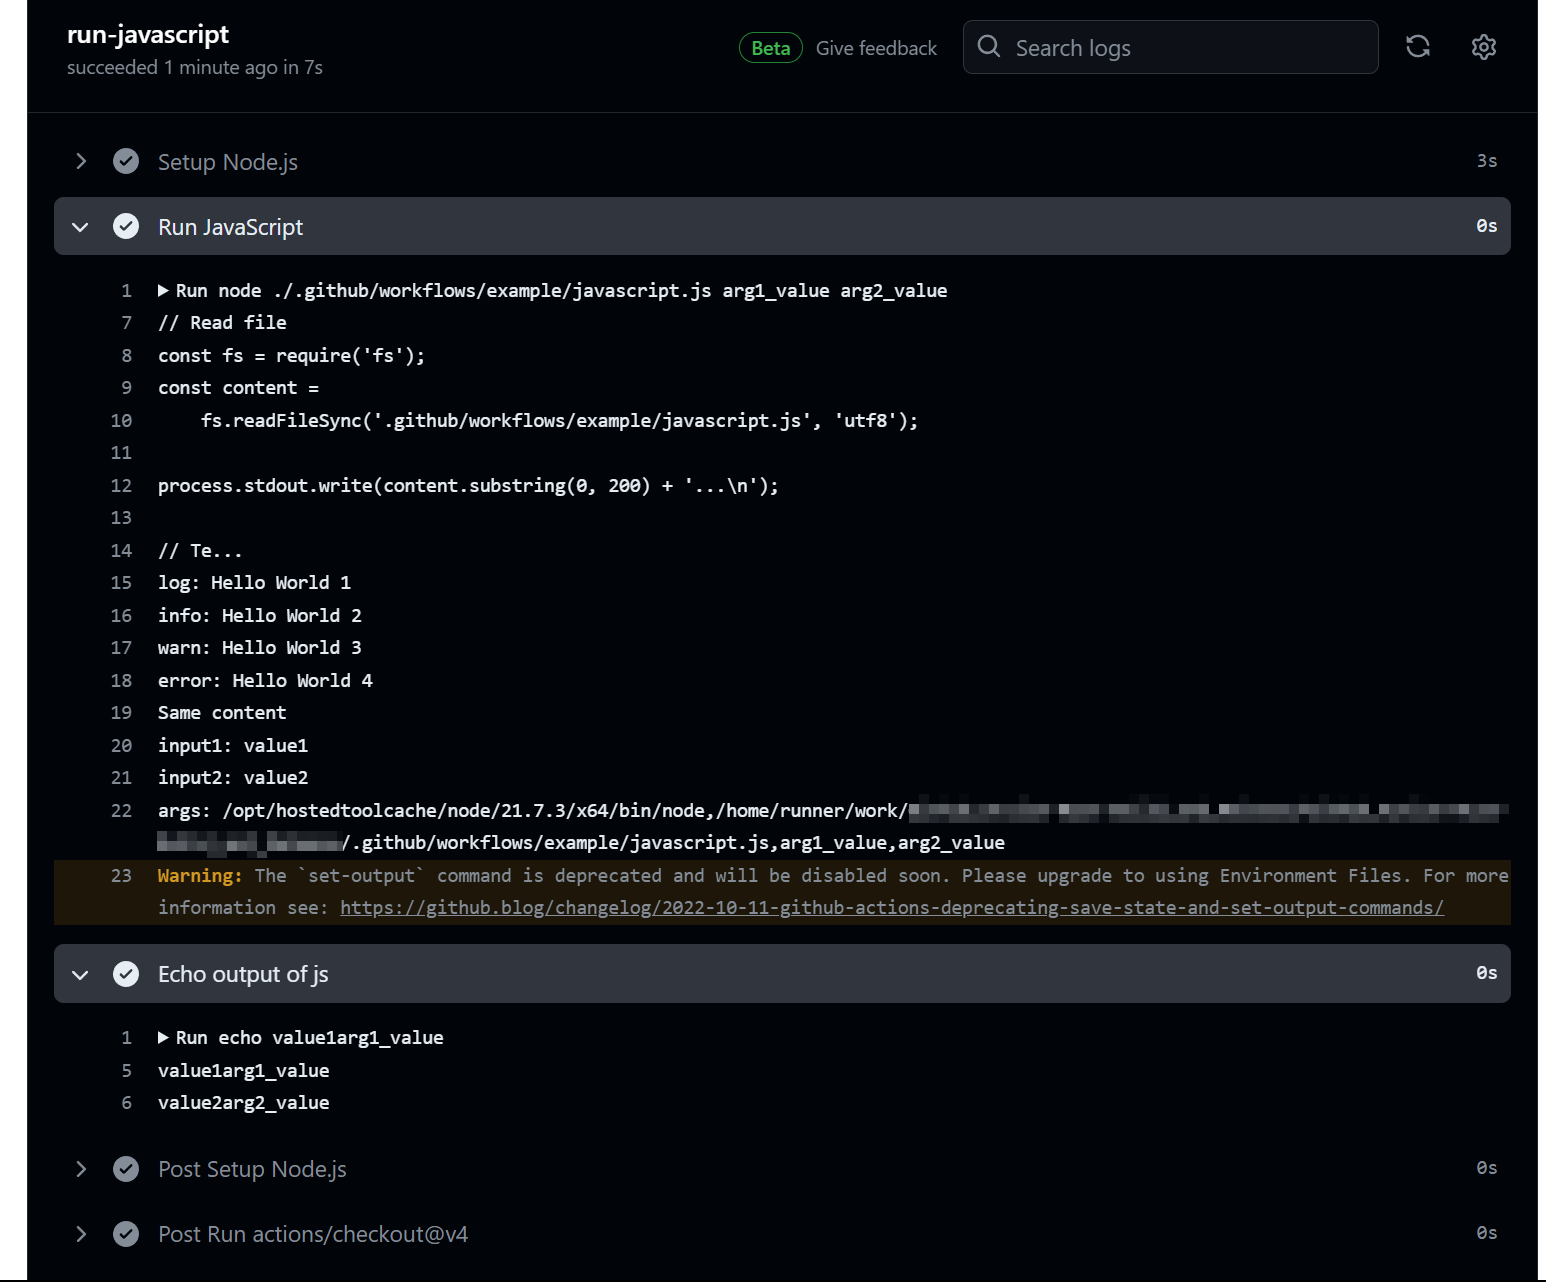 run-javascript
succeeded 1 minute ago in 7s
Beta Give feedback
Search logs
Setup Node.js 3s
Run JavaScript 0s
1 Run node ./.github/workflows/example/javascript.js arg1_value arg2_value
7 // Read file
8 const fs = require('fs');
9 const content =
10 fs.readFileSync('.github/workflows/example/javascript.js', 'utf8');
11
12 process.stdout.write(content.substring(0, 200) + '...\n');
13
14 // Te...
15 log: Hello World 1
16 info: Hello World 2
17 warn: Hello World 3
18 error: Hello World 4
19 Same content
20 input1: value1
21 input2: value2
22 args: /opt/hostedtoolcache/node/21.7.3/x64/bin/node,/home/runner/work/
/.github/workflows/example/javascript.js,arg1_value,arg2_value
23 Warning: The `set-output` command is deprecated and will be disabled soon. Please upgrade to using Environment Files. For more
information see: https://github.blog/changelog/2022-10-11-github-actions-deprecating-save-state-and-set-output-commands/
Echo output of js 0s
1 Run echo value1arg1_value
5 value1arg1_value
6 value2arg2_value
Post Setup Node.js 0s
Post Run actions/checkout@v4 0s